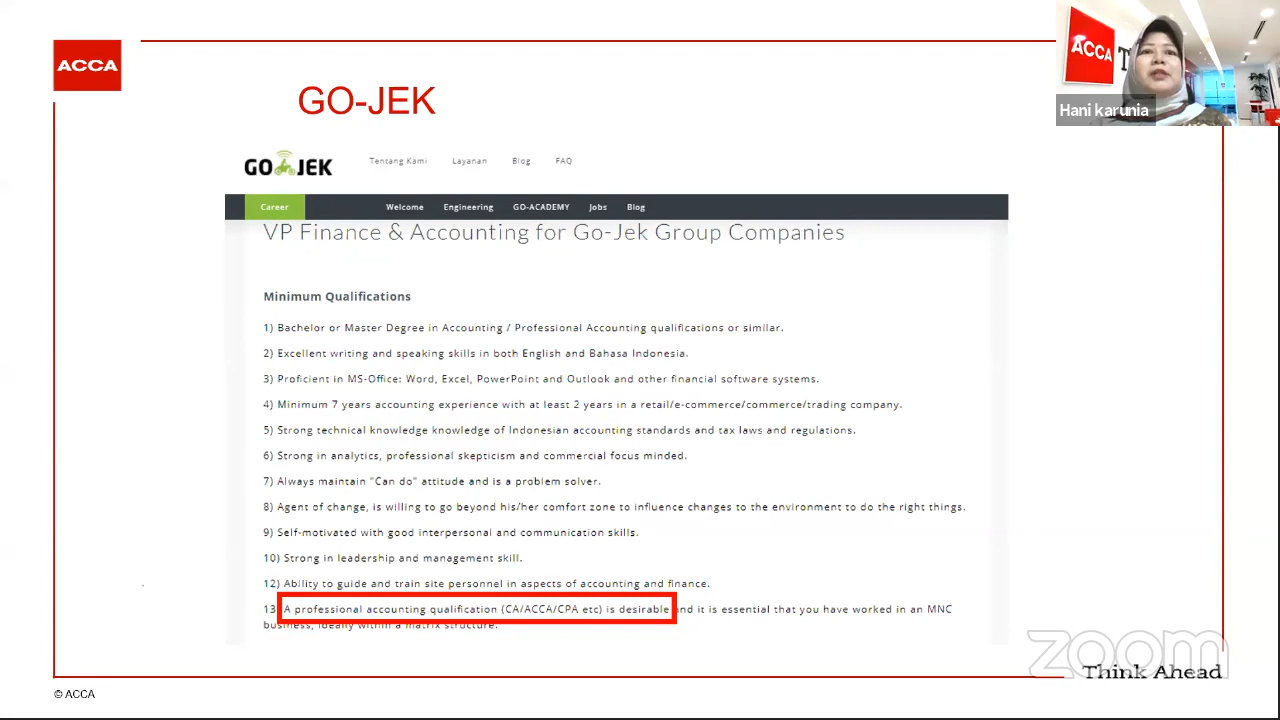 ACCA
GO-JEK
ACCA
Hani karunia
GO JEK
Tentang Kami Layanan Blog FAQ
Career Welcome Engineering GO-ACADEMY Jobs Blog
VP Finance & Accounting for Go-Jek Group Companies
Minimum Qualifications
1) Bachelor or Master Degree in Accounting / Professional Accounting qualifications or similar.
2) Excellent writing and speaking skills in both English and Bahasa Indonesia.
3) Proficient in MS-Office: Word, Excel, PowerPoint and Outlook and other financial software systems.
4) Minimum 7 years accounting experience with at least 2 years in a retail/e-commerce/commerce/trading company.
5) Strong technical knowledge knowledge of Indonesian accounting standards and tax laws and regulations.
6) Strong in analytics, professional skepticism and commercial focus minded.
7) Always maintain "Can do" attitude and is a problem solver.
8) Agent of change, is willing to go beyond his/her comfort zone to influence changes to the environment to do the right things.
9) Self-motivated with good interpersonal and communication skills.
10) Strong in leadership and management skill.
12) Ability to guide and train site personnel in aspects of accounting and finance.
13) A professional accounting qualification (CA/ACCA/CPA etc) is desirable and it is essential that you have worked in an MNC
business, ideally within a matrix structure.
zoom
Think Ahead
© ACCA